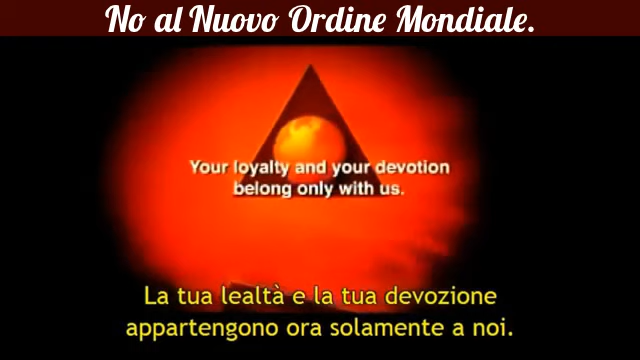 No al Nuovo Ordine Mondiale.
Your loyalty and your devotion
belong only with us.
La tua lealtà e la tua devozione
appartengono ora solamente a noi.